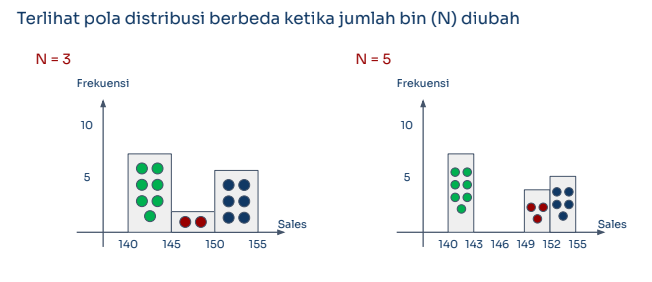 Terlihat pola distribusi berbeda ketika jumlah bin (N) diubah
N = 3
Frekuensi
10
5
Sales
140 145 150 155
N = 5
Frekuensi
10
5
Sales
140 143 146 149 152 155